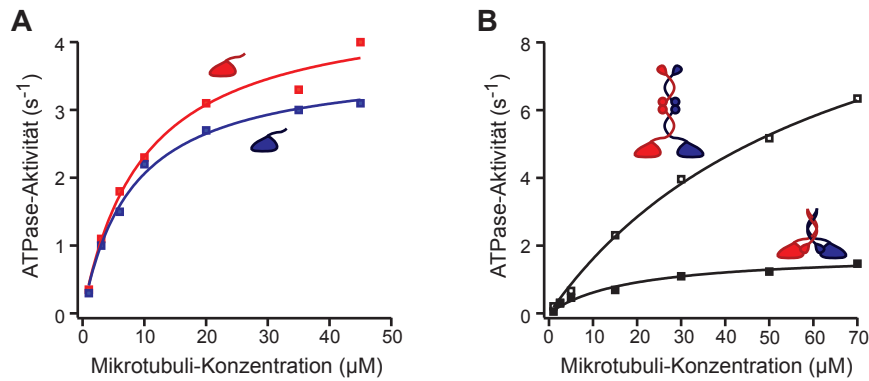 A
ATPase-Aktivität (s⁻¹)
4
3
2
1
0
0 10 20 30 40 50
Mikrotubuli-Konzentration (µM)
B
ATPase-Aktivität (s⁻¹)
8
6
4
2
0
0 10 20 30 40 50 60 70
Mikrotubuli-Konzentration (µM)